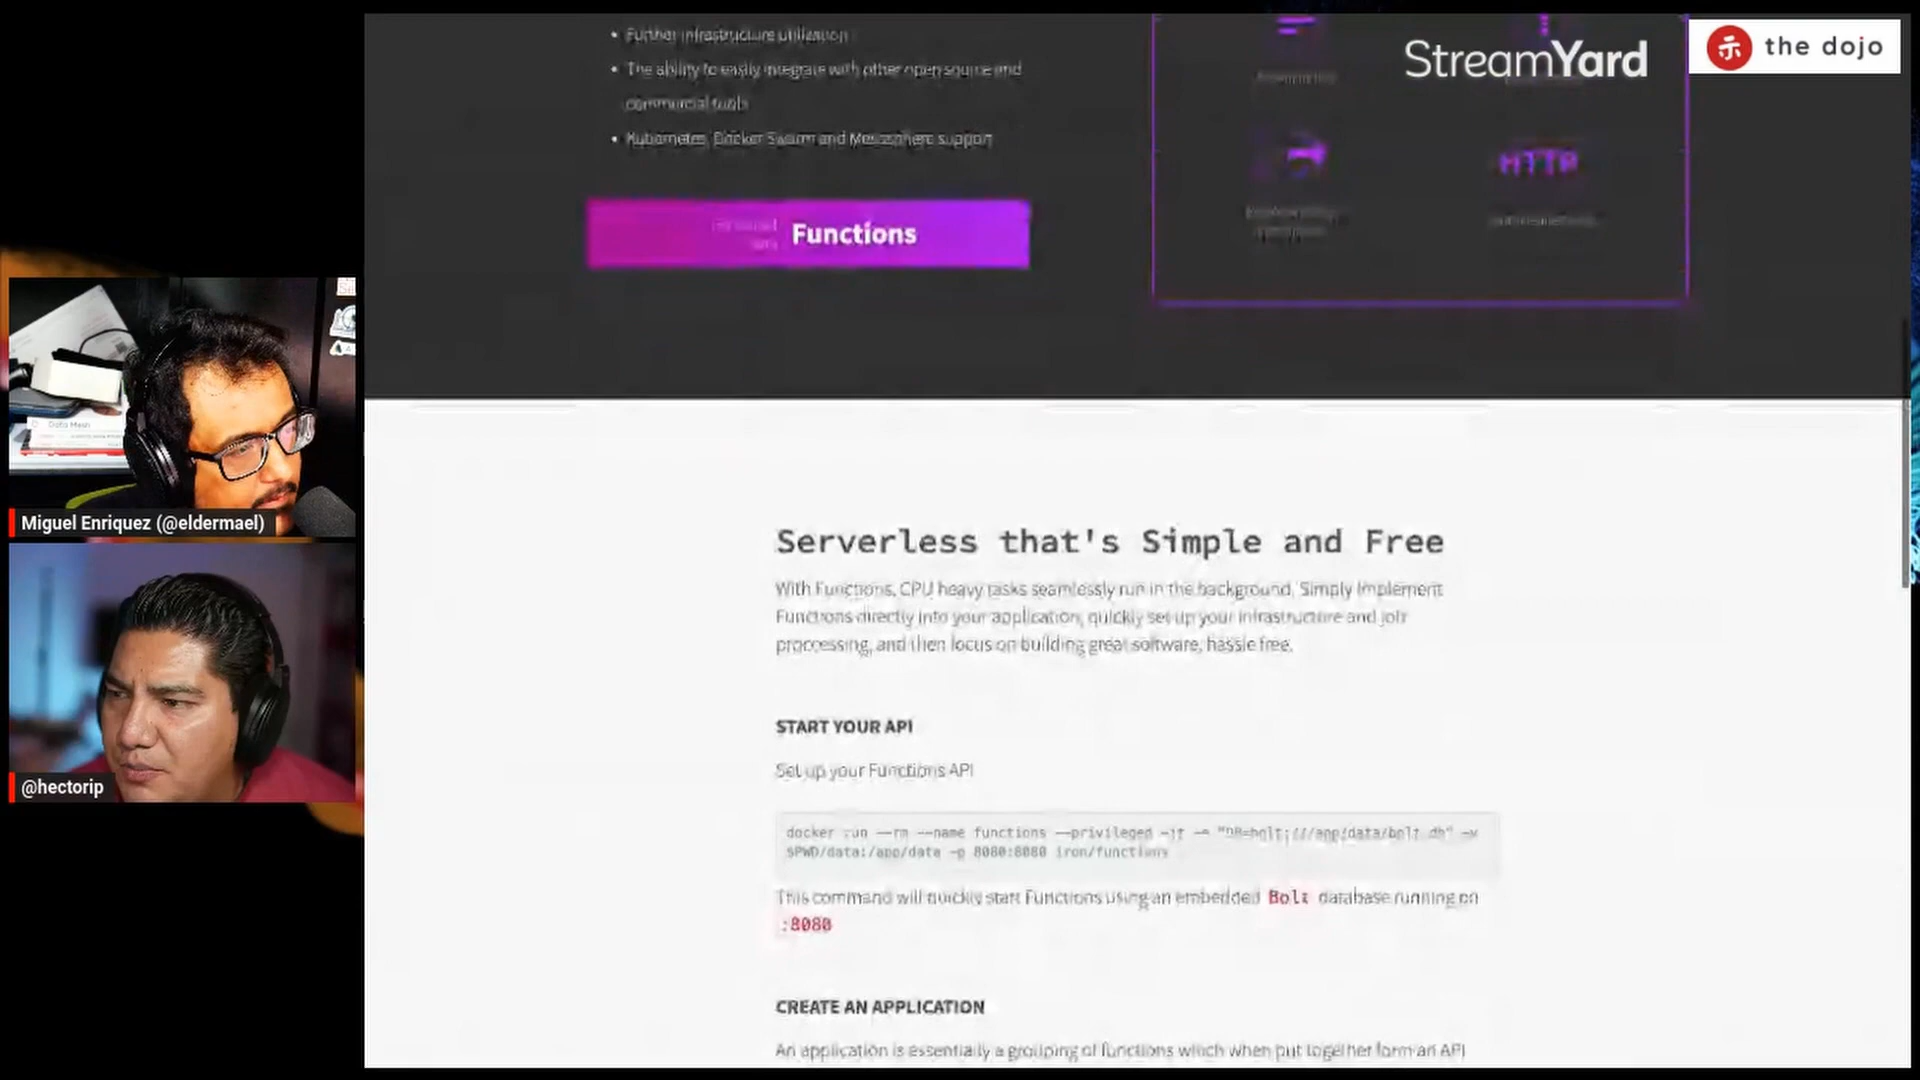 StreamYard
the dojo
• Further infrastructure utilization
• The ability to easily integrate with other open source and
commercial tools
• Kubernetes, Docker Swarm and Mesosphere support
HTTP
Functions
Data Mesh
Miguel Enriquez (@eldermael)
@hectorip
Serverless that's Simple and Free
With Functions, CPU heavy tasks seamlessly run in the background. Simply implement
Functions directly into your application, quickly set up your infrastructure and job
processing, and then focus on building great software, hassle free.
START YOUR API
Set up your Functions API
docker run --rm --name functions --privileged -it -e "DB=bolt:///app/data/bolt.db" -v
$PWD/data:/app/data -p 8080:8080 iron/functions
This command will quickly start Functions using an embedded Bolt database running on
:8080
CREATE AN APPLICATION
An application is essentially a grouping of functions which when put together form an API